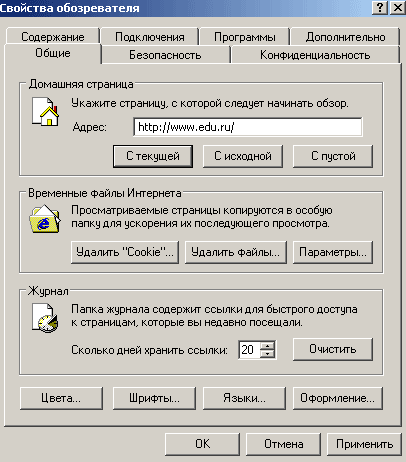 Свойства обозревателя
Содержание Подключения Программы Дополнительно
Общие Безопасность Конфиденциальность
Домашняя страница
Укажите страницу, с которой следует начинать обзор.
Адрес: http://www.edu.ru/
С текущей С исходной С пустой
Временные файлы Интернета
Просматриваемые страницы копируются в особую
папку для ускорения их последующего просмотра.
Удалить "Cookie"... Удалить файлы... Параметры...
Журнал
Папка журнала содержит ссылки для быстрого доступа
к страницам, которые вы недавно посещали.
Сколько дней хранить ссылки: 20 Очистить
Цвета... Шрифты... Языки... Оформление...
OK Отмена Применить